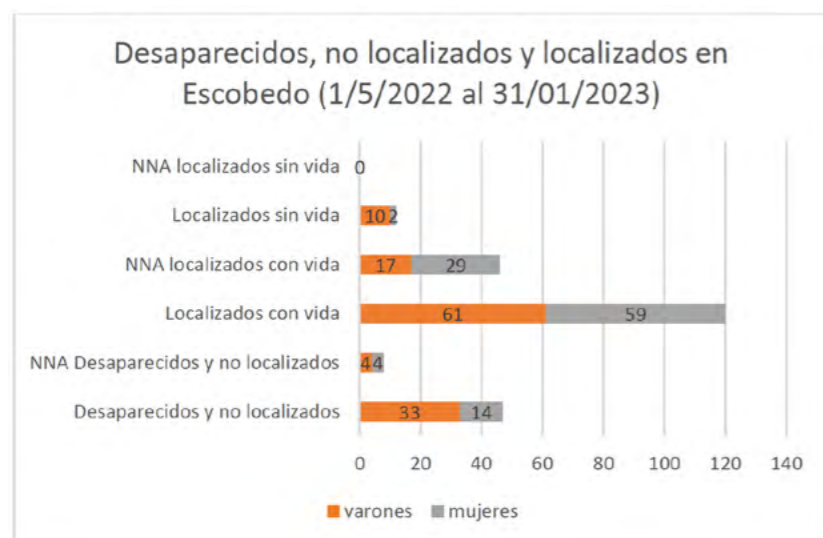 Desaparecidos, no localizados y localizados en
Escobedo (1/5/2022 al 31/01/2023)
NNA localizados sin vida 0
Localizados sin vida 10 2
NNA localizados con vida 17 29
Localizados con vida 61 59
NNA Desaparecidos y no localizados 4 4
Desaparecidos y no localizados 33 14
0 20 40 60 80 100 120 140
varones mujeres